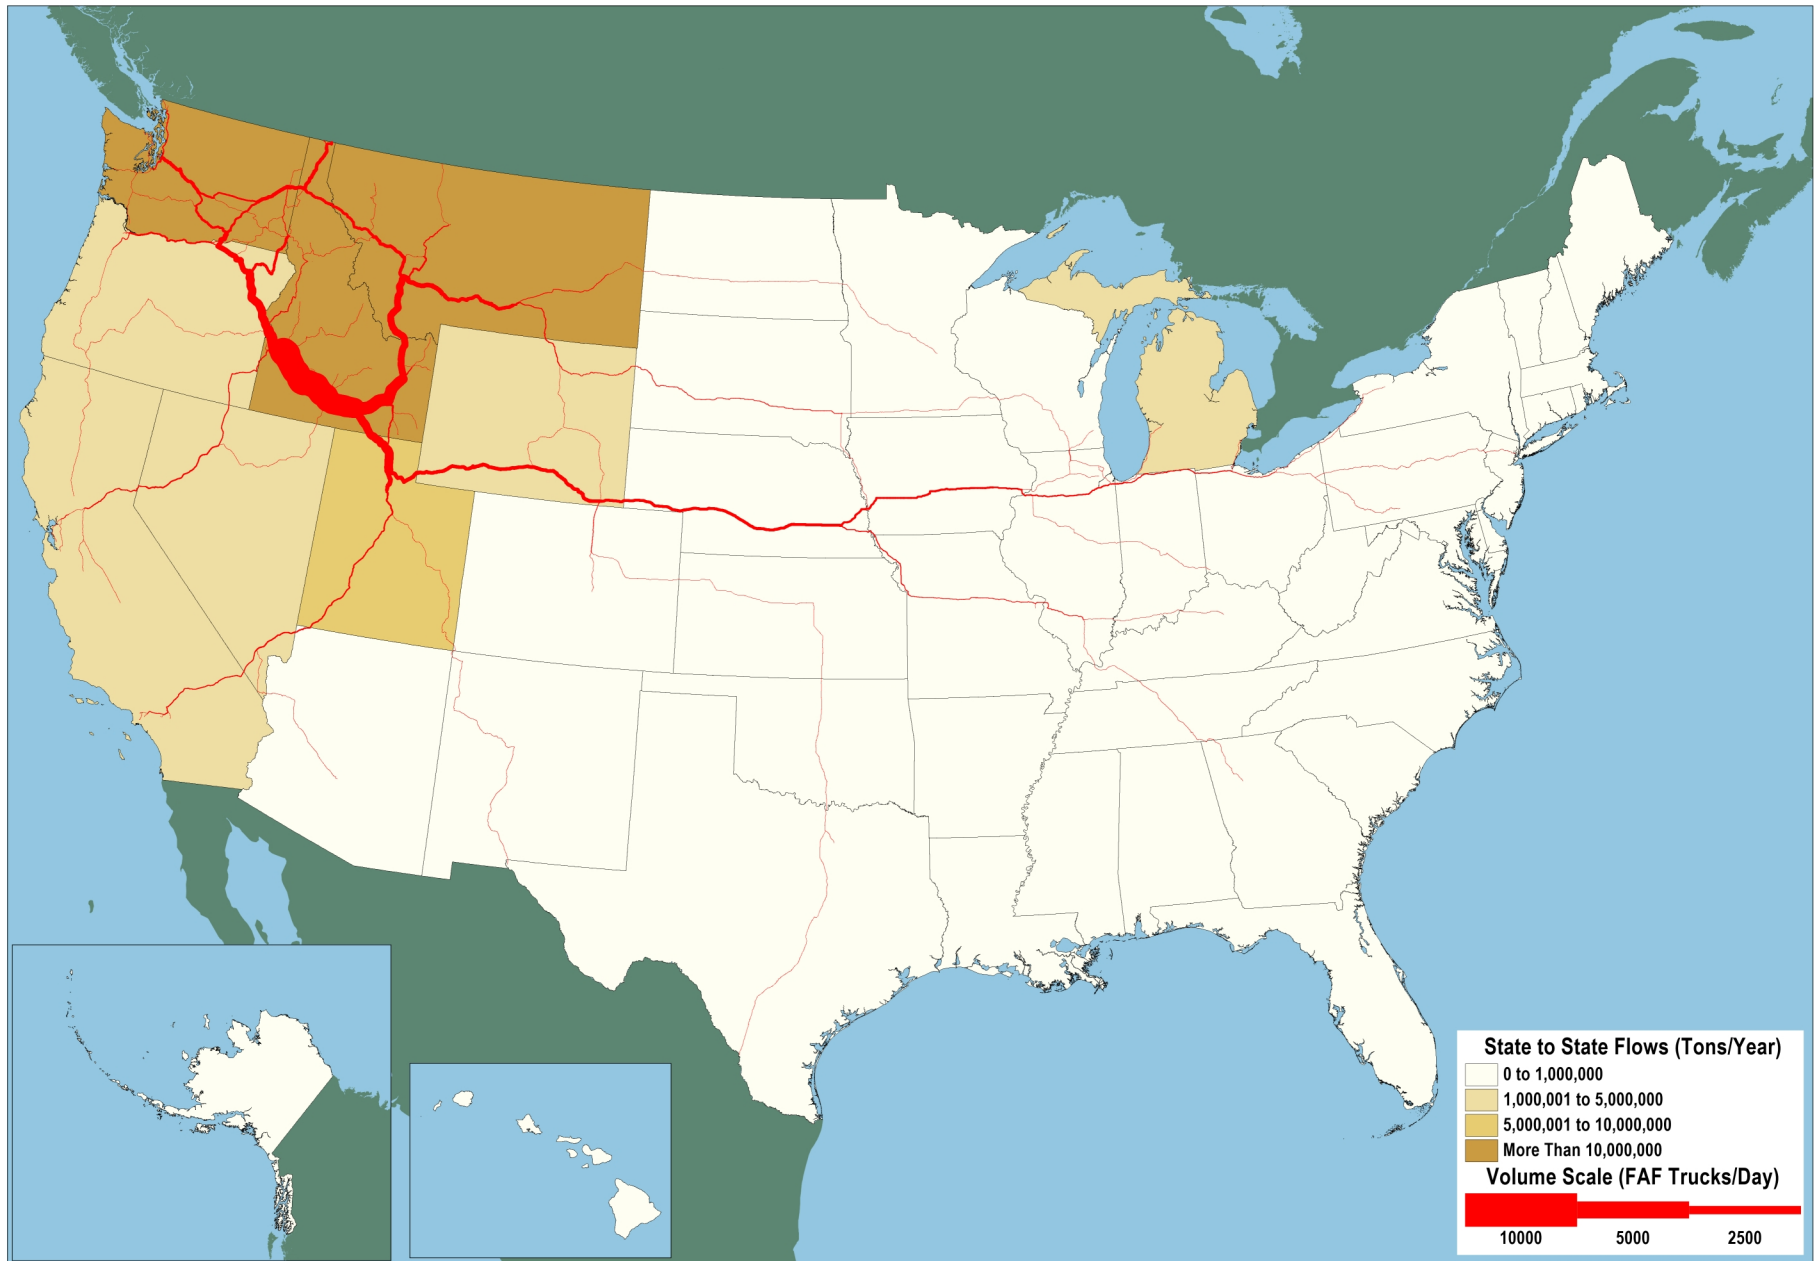 State to State Flows (Tons/Year)
0 to 1,000,000
1,000,001 to 5,000,000
5,000,001 to 10,000,000
More Than 10,000,000
Volume Scale (FAF Trucks/Day)
10000 5000 2500